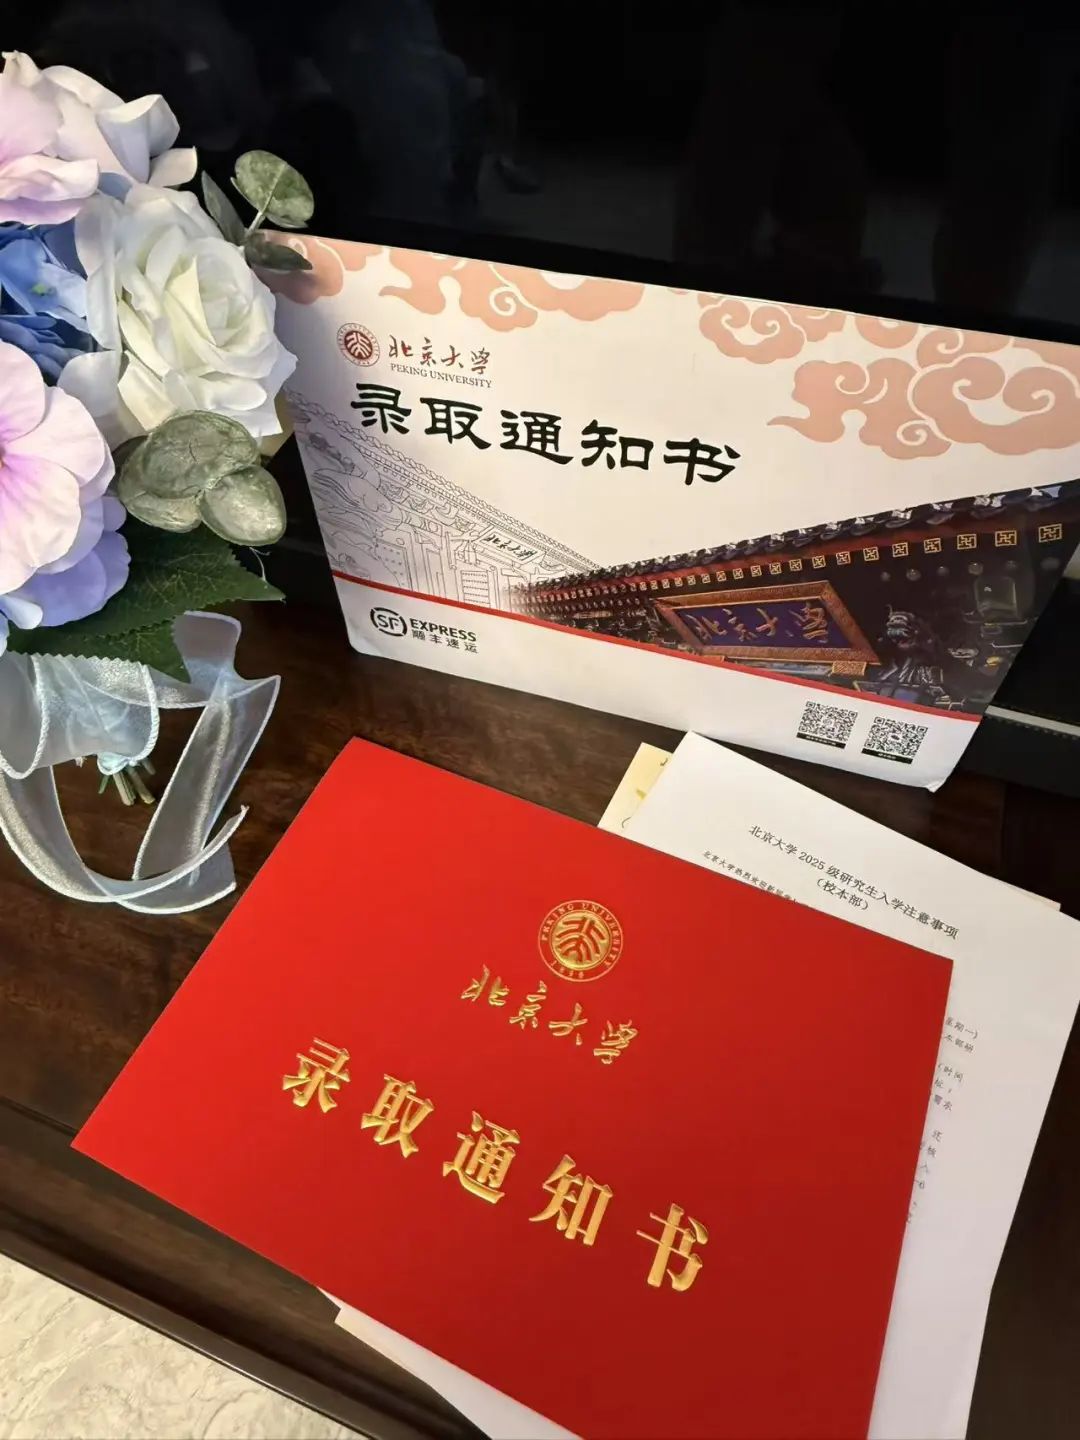 北京大学
PEKING UNIVERSITY
录取通知书
北京大学
北京大学
SF EXPRESS
顺丰速运
北京大学2025级研究生入学注意事项
（校本部）
PEKING UNIVERSITY
1898
北京大学
录取通知书